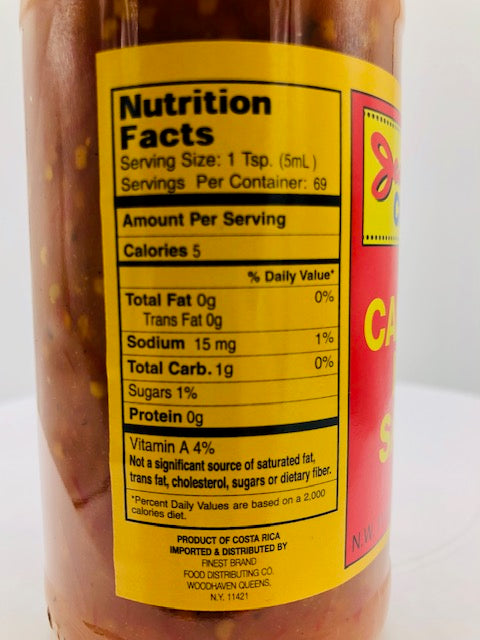 Nutrition
Facts
Serving Size: 1 Tsp. (5mL)
Servings Per Container: 69
Amount Per Serving
Calories 5
% Daily Value*
Total Fat 0g 0%
Trans Fat 0g
Sodium 15 mg 1%
Total Carb. 1g 0%
Sugars 1%
Protein 0g
Vitamin A 4%
Not a significant source of saturated fat,
trans fat, cholesterol, sugars or dietary fiber.
*Percent Daily Values are based on a 2,000
calories diet.
PRODUCT OF COSTA RICA
IMPORTED & DISTRIBUTED BY
FINEST BRAND
FOOD DISTRIBUTING CO.
WOODHAVEN QUEENS,
N.Y. 11421
CA
S
N.W.